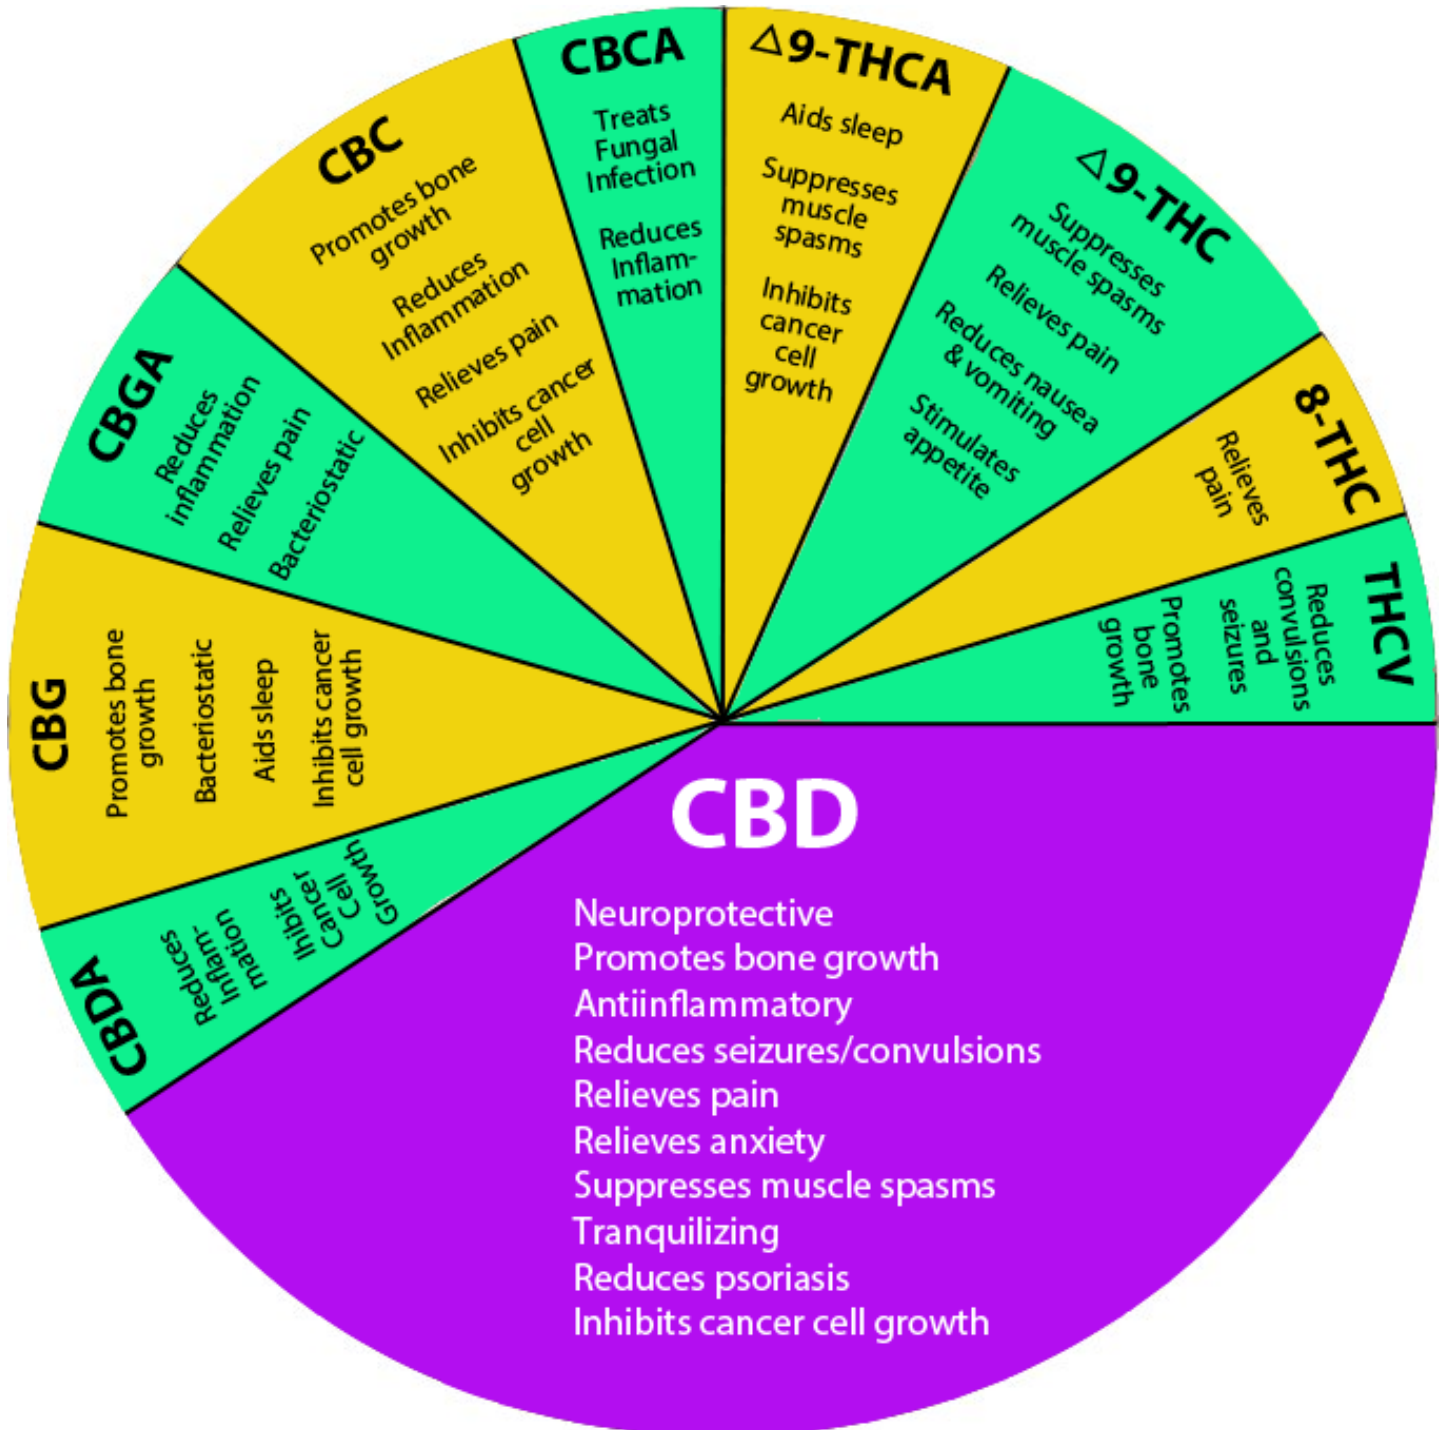 CBCA
Treats
Fungal
Infection
Reduces
Inflam-
mation
△9-THCA
Aids sleep
Suppresses
muscle
spasms
Inhibits
cancer
cell
growth
△9-THC
Suppresses
muscle spasms
Relieves pain
Reduces nausea
& vomiting
Stimulates
appetite
8-THC
Relieves
pain
THCV
Reduces
convulsions
and
seizures
Promotes
bone
growth
CBD
Neuroprotective
Promotes bone growth
Antiinflammatory
Reduces seizures/convulsions
Relieves pain
Relieves anxiety
Suppresses muscle spasms
Tranquilizing
Reduces psoriasis
Inhibits cancer cell growth
CBDA
Reduces
Inflam-
mation
Ihibits
Cancer
Cell
Growth
CBG
Promotes bone
growth
Bacteriostatic
Aids sleep
Inhibits cancer
cell growth
CBGA
Reduces
inflammation
Relieves pain
Bacteriostatic
CBC
Promotes bone
growth
Reduces
Inflammation
Relieves pain
Inhibits cancer
cell
growth